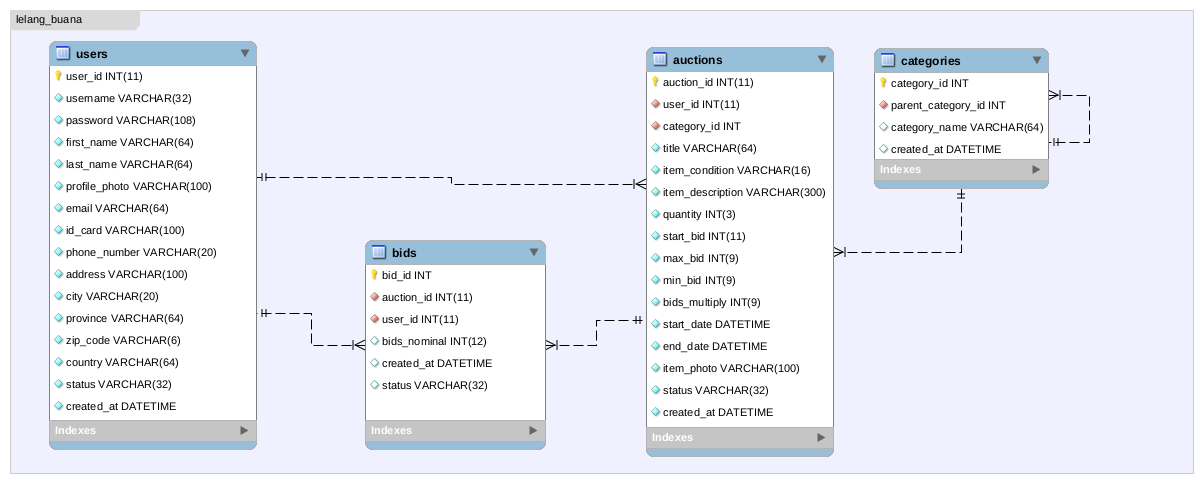 lelang_buana
users
user_id INT(11)
username VARCHAR(32)
password VARCHAR(108)
first_name VARCHAR(64)
last_name VARCHAR(64)
profile_photo VARCHAR(100)
email VARCHAR(64)
id_card VARCHAR(100)
phone_number VARCHAR(20)
address VARCHAR(100)
city VARCHAR(20)
province VARCHAR(64)
zip_code VARCHAR(6)
country VARCHAR(64)
status VARCHAR(32)
created_at DATETIME
Indexes
bids
bid_id INT
auction_id INT(11)
user_id INT(11)
bids_nominal INT(12)
created_at DATETIME
status VARCHAR(32)
Indexes
auctions
auction_id INT(11)
user_id INT(11)
category_id INT
title VARCHAR(64)
item_condition VARCHAR(16)
item_description VARCHAR(300)
quantity INT(3)
start_bid INT(11)
max_bid INT(9)
min_bid INT(9)
bids_multiply INT(9)
start_date DATETIME
end_date DATETIME
item_photo VARCHAR(100)
status VARCHAR(32)
created_at DATETIME
Indexes
categories
category_id INT
parent_category_id INT
category_name VARCHAR(64)
created_at DATETIME
Indexes